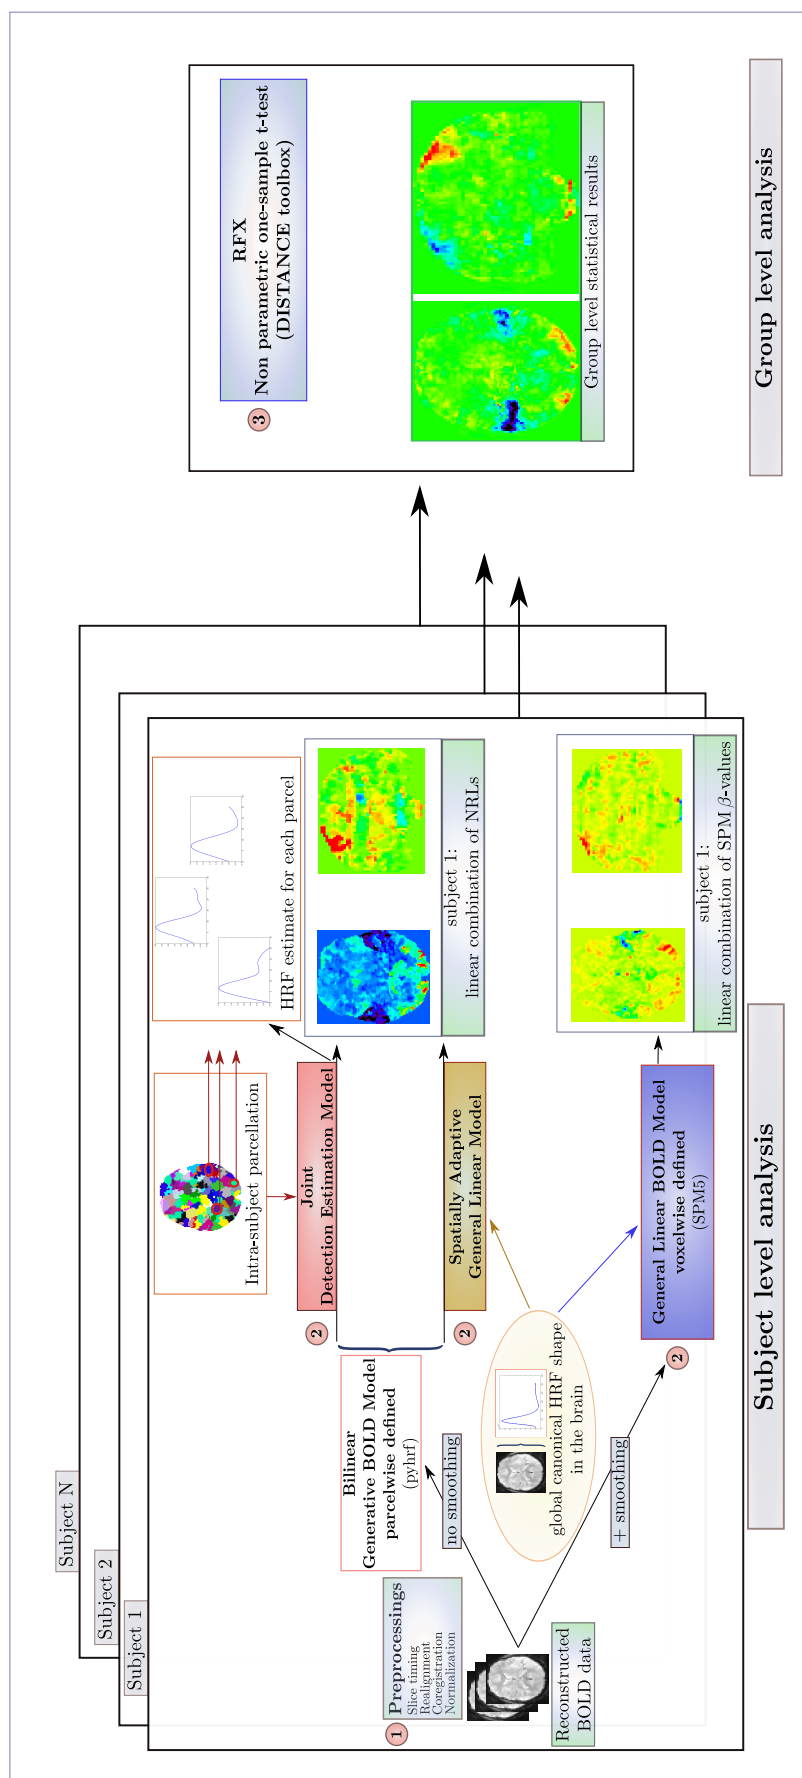 Subject N
Subject 2
Subject 1
1
Preprocessings
Slice timing
Realignment
Coregistration
Normalization
Reconstructed
BOLD data
no smoothing
+ smoothing
Bilinear
Generative BOLD Model
parcelwise defined
(pyhrf)
global canonical HRF shape
in the brain
Intra-subject parcellation
2
Joint
Detection Estimation Model
2
Spatially Adaptive
General Linear Model
2
General Linear BOLD Model
voxelwise defined
(SPM5)
HRF estimate for each parcel
subject 1:
linear combination of NRLs
subject 1:
linear combination of SPM β-values
Subject level analysis
3
RFX
Non parametric one-sample t-test
(DISTANCE toolbox)
Group level statistical results
Group level analysis